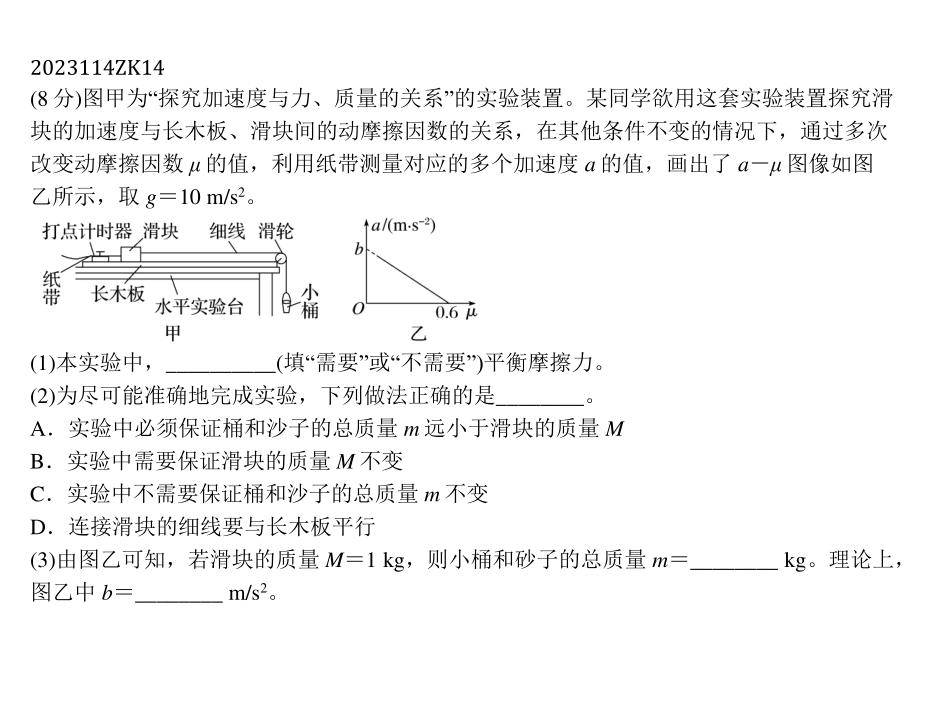 2023114ZK14
(8 分)图甲为“探究加速度与力、质量的关系”的实验装置。某同学欲用这套实验装置探究滑
块的加速度与长木板、滑块间的动摩擦因数的关系，在其他条件不变的情况下，通过多次
改变动摩擦因数 μ 的值，利用纸带测量对应的多个加速度 a 的值，画出了 a－μ 图像如图
乙所示，取 g＝10 m/s²。
打点计时器 滑块 细线 滑轮
纸带
长木板
水平实验台
小桶
甲
a/(m·s⁻²)
b
O
0.6 μ
乙
(1)本实验中，__________(填“需要”或“不需要”)平衡摩擦力。
(2)为尽可能准确地完成实验，下列做法正确的是________。
A．实验中必须保证桶和沙子的总质量 m 远小于滑块的质量 M
B．实验中需要保证滑块的质量 M 不变
C．实验中不需要保证桶和沙子的总质量 m 不变
D．连接滑块的细线要与长木板平行
(3)由图乙可知，若滑块的质量 M＝1 kg，则小桶和砂子的总质量 m＝________ kg。理论上，
图乙中 b＝________ m/s²。